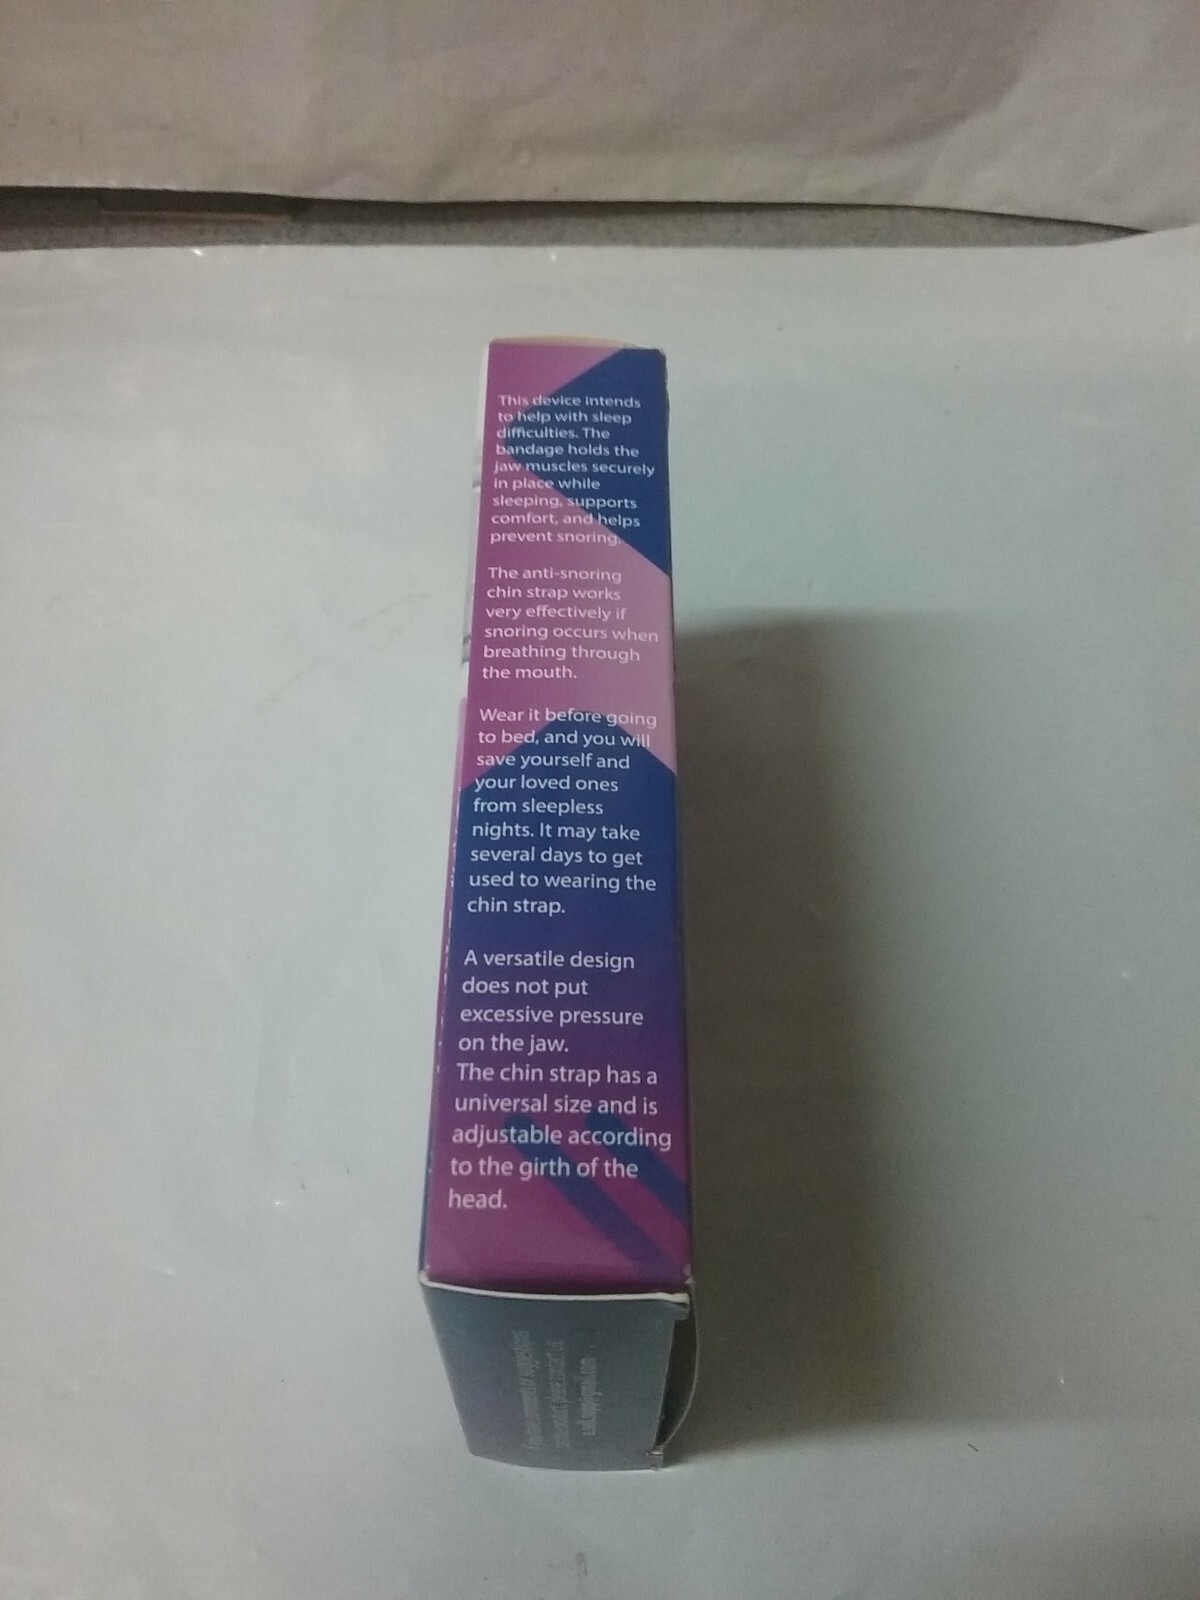 This device intends
to help with sleep
difficulties. The
bandage holds the
jaw muscles securely
in place while
sleeping, supports
comfort, and helps
prevent snoring.
The anti-snoring
chin strap works
very effectively if
snoring occurs when
breathing through
the mouth.
Wear it before going
to bed, and you will
save yourself and
your loved ones
from sleepless
nights. It may take
several days to get
used to wearing the
chin strap.
A versatile design
does not put
excessive pressure
on the jaw.
The chin strap has a
universal size and is
adjustable according
to the girth of the
head.